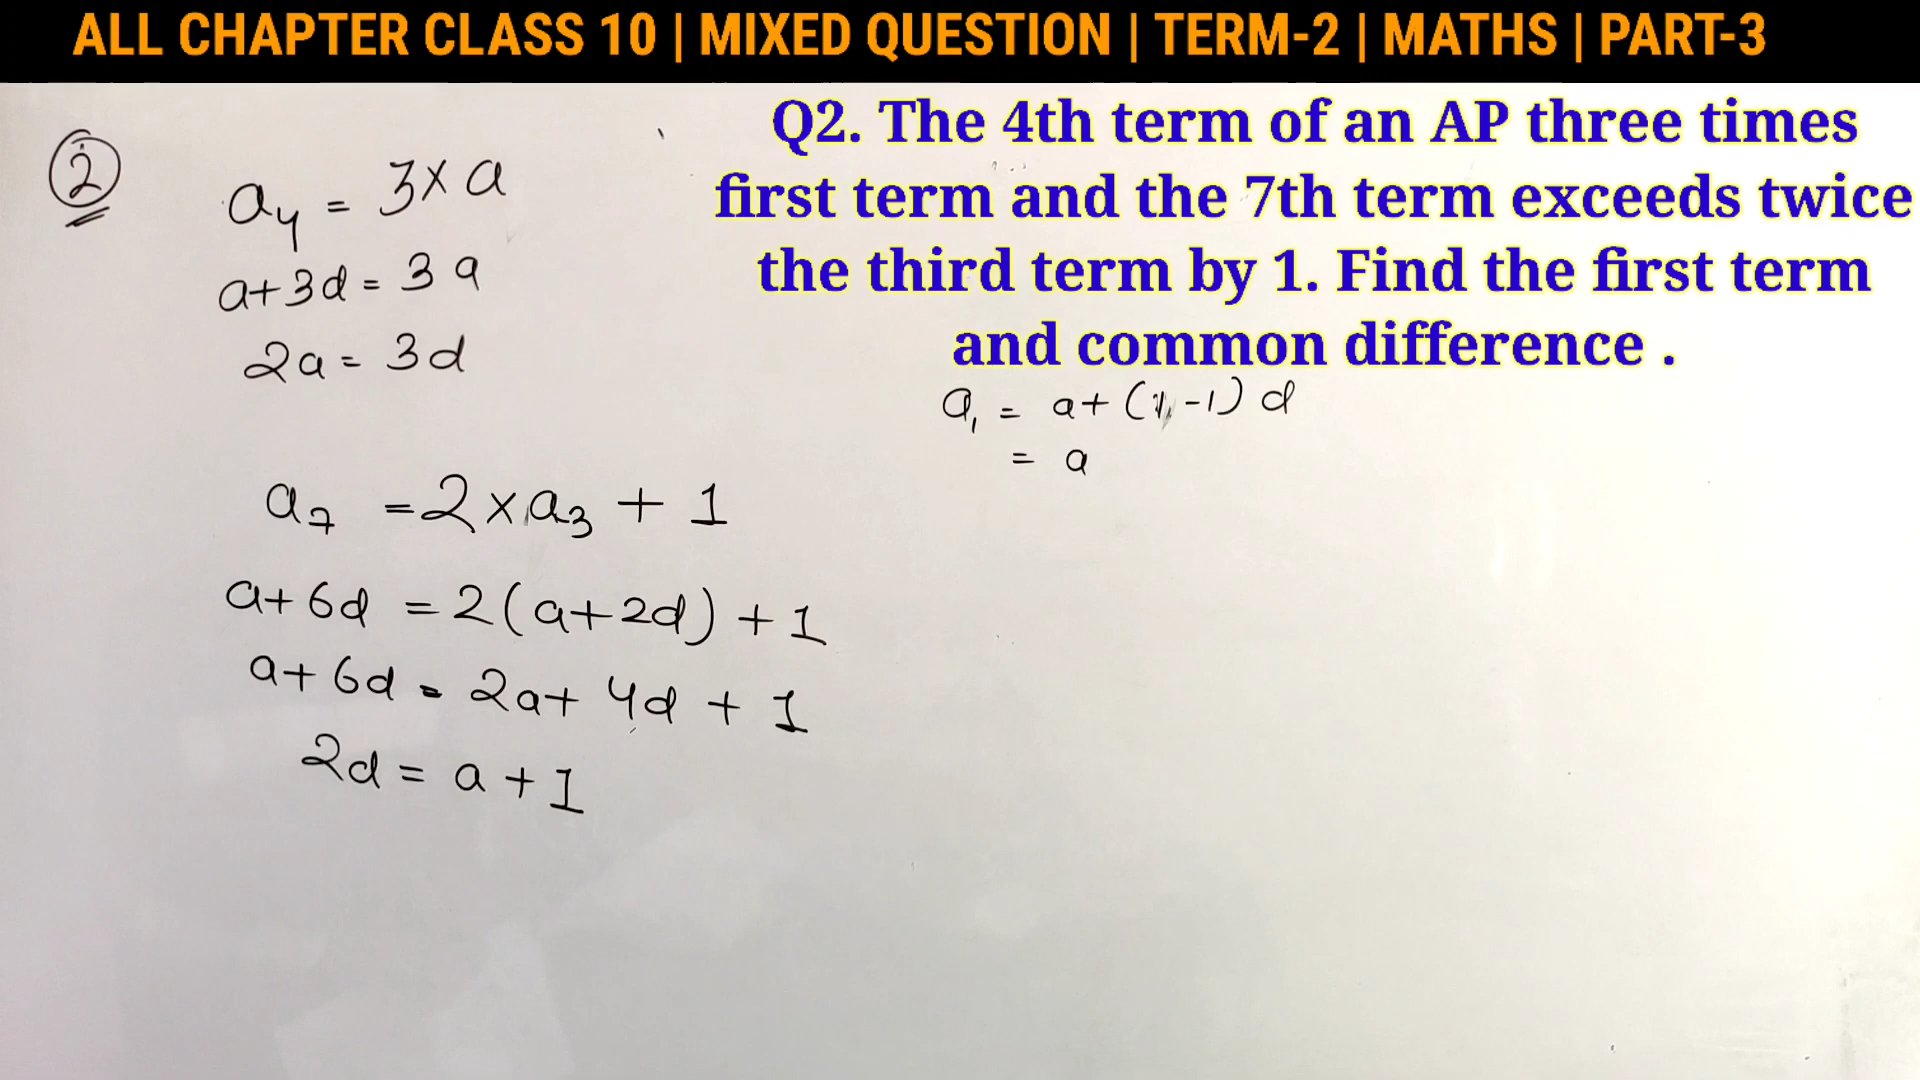 ALL CHAPTER CLASS 10 | MIXED QUESTION | TERM-2 | MATHS | PART-3
Q2. The 4th term of an AP three times
first term and the 7th term exceeds twice
the third term by 1. Find the first term
and common difference .
2
a₄ = 3×a
a+3d = 3a
2a = 3d
a₁ = a+(1-1)d
= a
a₇ = 2×a₃ + 1
a+6d = 2(a+2d)+1
a+6d = 2a+4d+1
2d = a+1